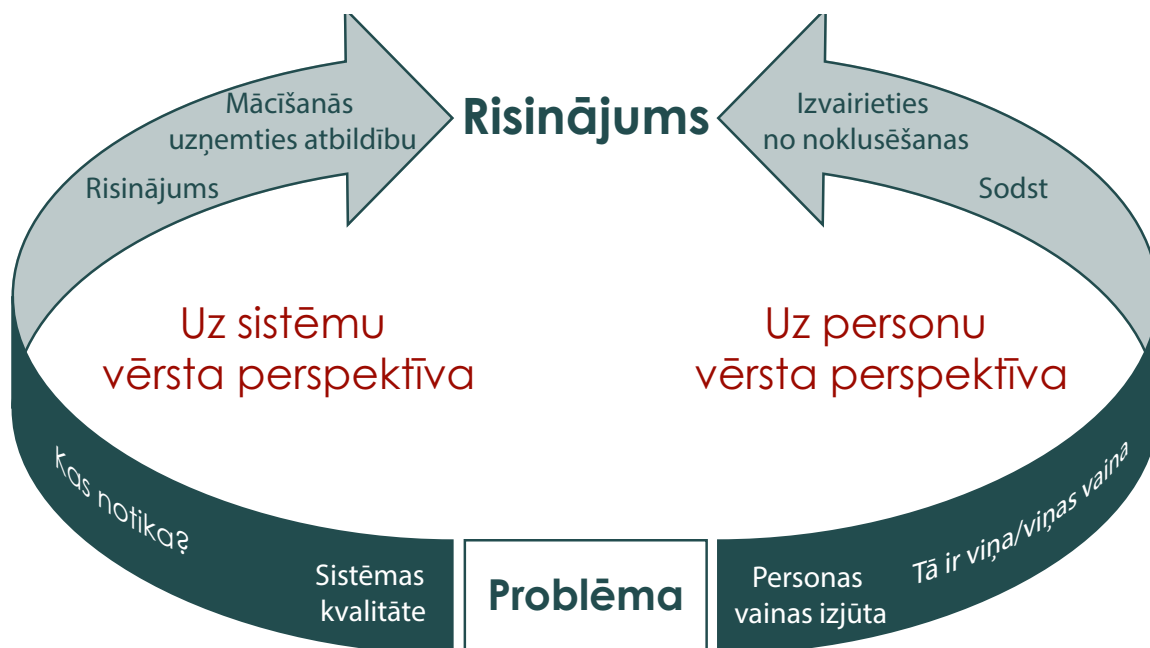 Mācīšanās
uzņemties atbildību
Risinājums
Risinājums
Izvairieties
no noklusēšanas
Sodst
Uz sistēmu
vērsta perspektīva
Uz personu
vērsta perspektīva
Kas notika?
Sistēmas
kvalitāte
Problēma
Personas
vainas izjūta
Tā ir viņa/viņas vaina